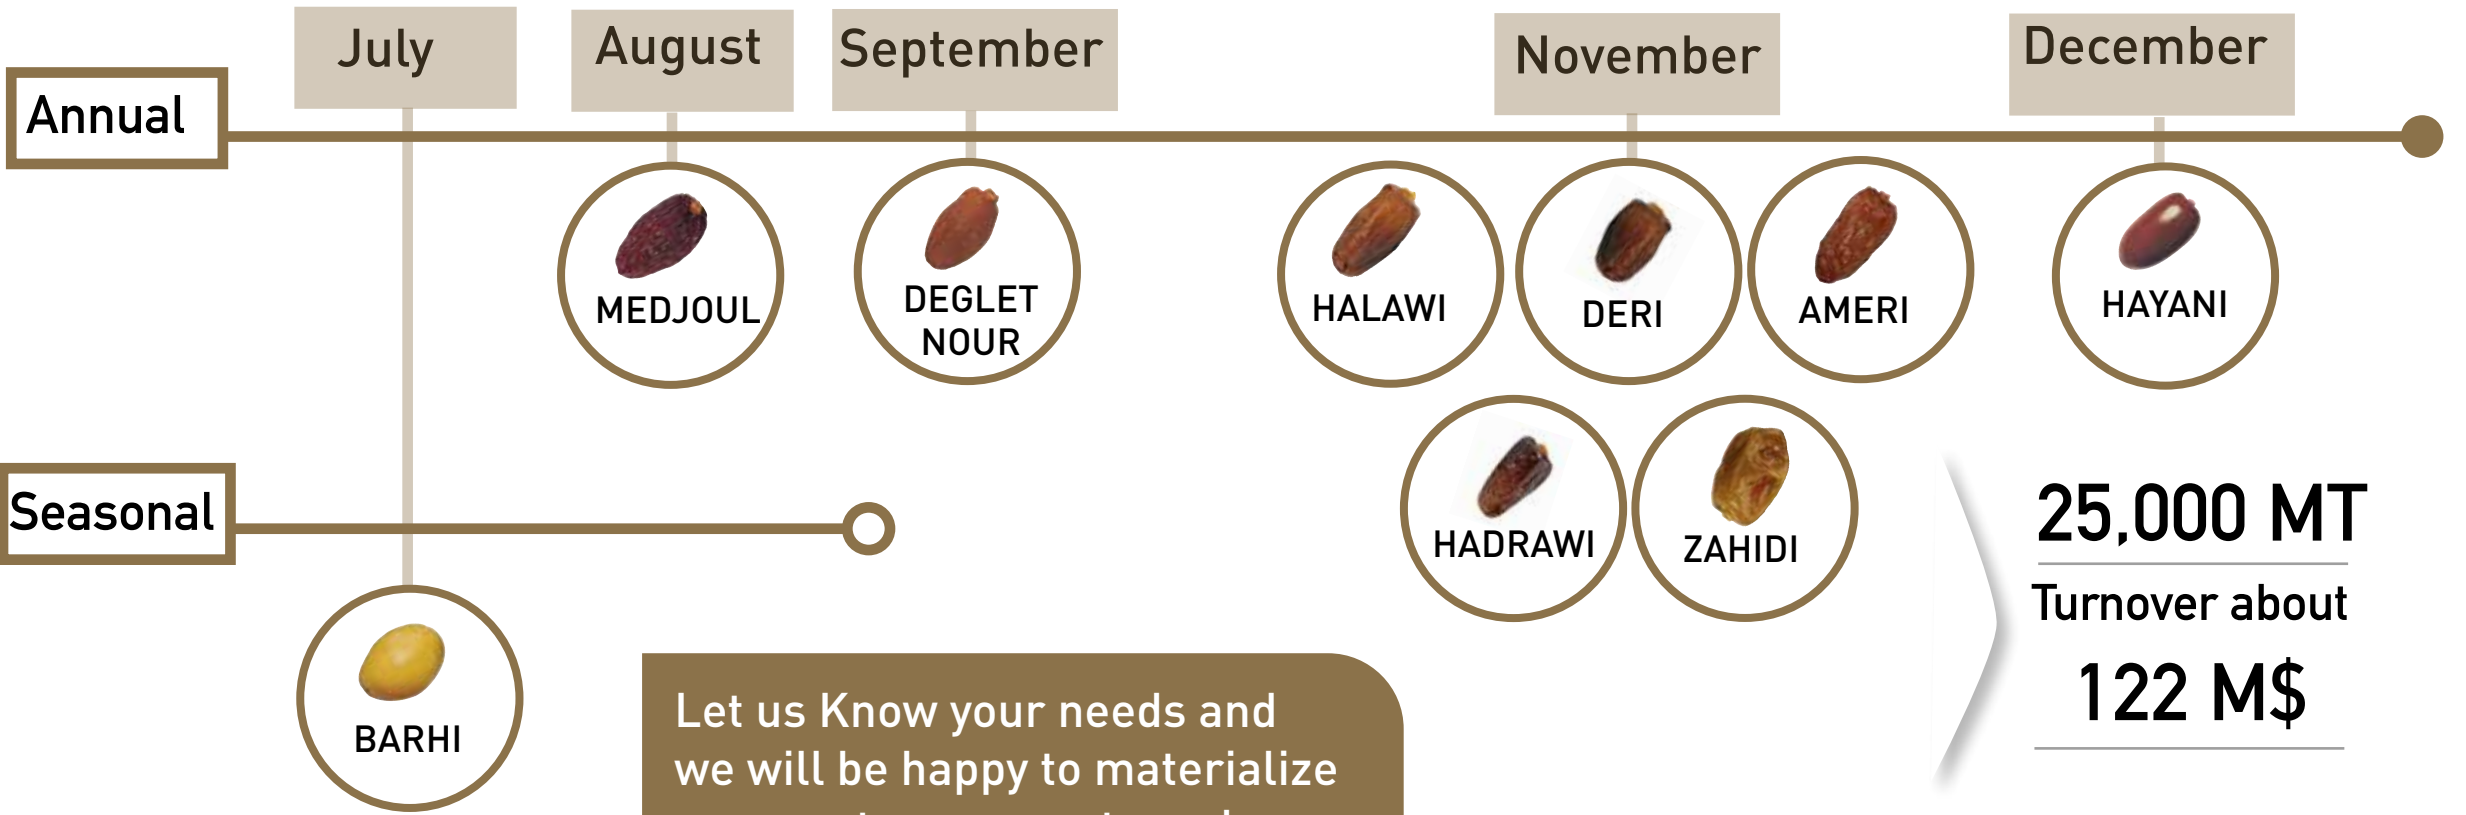 July
August
September
November
December
Annual
MEDJOUL
DEGLET
NOUR
HALAWI
DERI
AMERI
HAYANI
Seasonal
HADRAWI
ZAHIDI
BARHI
25,000 MT
Turnover about
122 M$
Let us Know your needs and
we will be happy to materialize